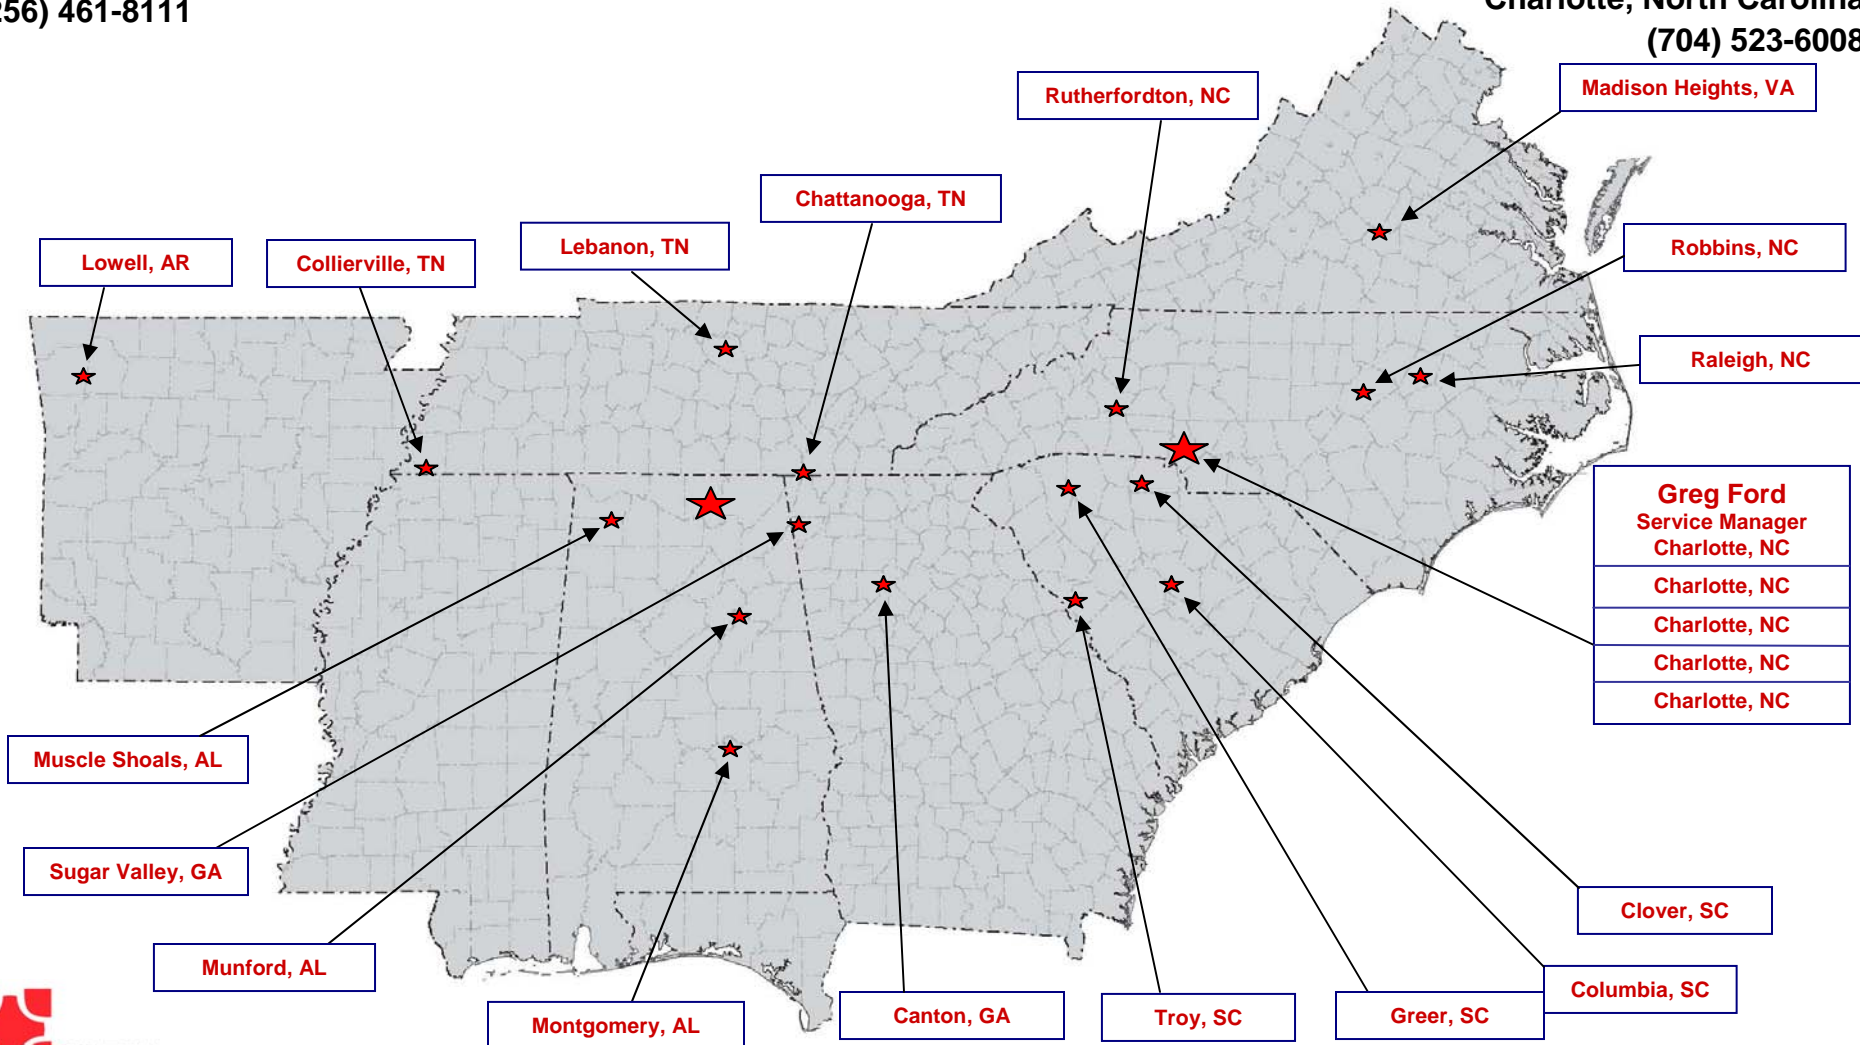 256) 461-8111
Charlotte, North Carolina
(704) 523-6008
Rutherfordton, NC
Madison Heights, VA
Chattanooga, TN
Lebanon, TN
Robbins, NC
Lowell, AR
Collierville, TN
Raleigh, NC
Greg Ford
Service Manager
Charlotte, NC
Charlotte, NC
Charlotte, NC
Charlotte, NC
Charlotte, NC
Muscle Shoals, AL
Sugar Valley, GA
Clover, SC
Munford, AL
Columbia, SC
Montgomery, AL
Canton, GA
Troy, SC
Greer, SC